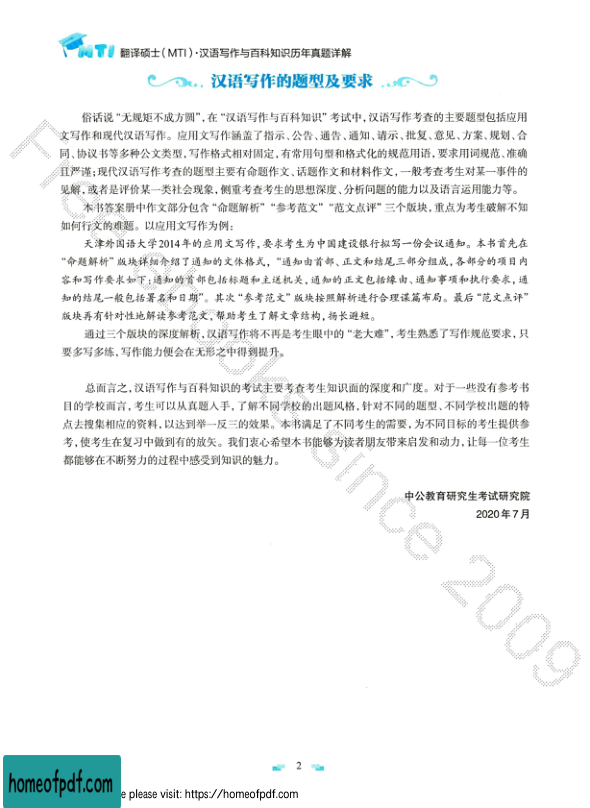 MTI 翻译硕士（MTI）·汉语写作与百科知识历年真题详解
汉语写作的题型及要求
俗话说“无规矩不成方圆”，在“汉语写作与百科知识”考试中，汉语写作考查的主要题型包括应用
文写作和现代汉语写作。应用文写作涵盖了指示、公告、通告、通知、请示、批复、意见、方案、规划、合
同、协议书等多种公文类型，写作格式相对固定，有常用句型和格式化的规范用语，要求用词规范、准确
且严谨；现代汉语写作考查的题型主要有命题作文、话题作文和材料作文，一般考查考生对某一事件的
见解，或者是评价某一类社会现象，侧重考查考生的思想深度、分析问题的能力以及语言运用能力等。
本书答案册中作文部分包含“命题解析”“参考范文”“范文点评”三个版块，重点为考生破解不知
如何行文的难题。以应用文写作为例：
天津外国语大学2014年的应用文写作，要求考生为中国建设银行拟写一份会议通知。本书首先在
“命题解析”版块详细介绍了通知的文体格式，“通知由首部、正文和结尾三部分组成，各部分的项目内
容和写作要求如下：通知的首部包括标题和主送机关，通知的正文包括缘由、通知事项和执行要求，通
知的结尾一般包括署名和日期”。其次“参考范文”版块按照解析进行合理谋篇布局。最后“范文点评”
版块再有针对性地解读参考范文，帮助考生了解文章结构，扬长避短。
通过三个版块的深度解析，汉语写作将不再是考生眼中的“老大难”，考生熟悉了写作规范要求，只
要多写多练，写作能力便会在无形之中得到提升。
总而言之，汉语写作与百科知识的考试主要考查考生知识面的深度和广度。对于一些没有参考书
目的学校而言，考生可以从真题入手，了解不同学校的出题风格，针对不同的题型、不同学校出题的特
点去搜集相应的资料，以达到举一反三的效果。本书满足了不同考生的需要，为不同目标的考生提供参
考，使考生在复习中做到有的放矢。我们衷心希望本书能够为读者朋友带来启发和动力，让每一位考生
都能够在不断努力的过程中感受到知识的魅力。
中公教育研究生考试研究院
2020年7月
Free ebooks since 2009
2
homeofpdf.com
e please visit: https://homeofpdf.com